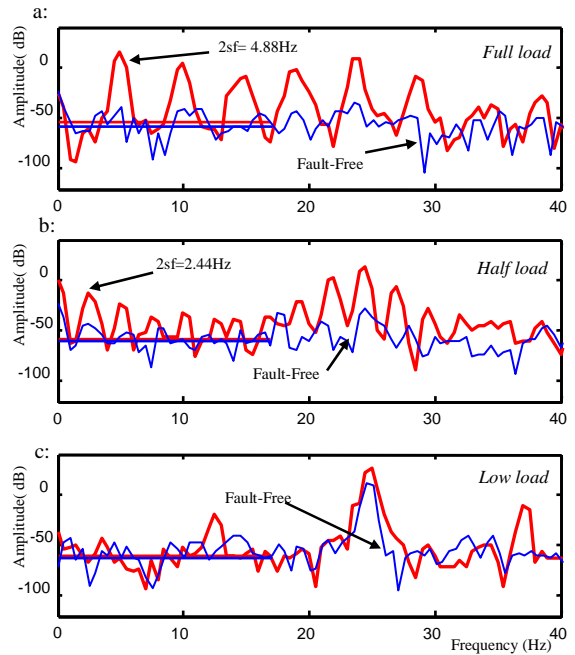 a:
2sf= 4.88Hz
Full load
Amplitude( dB)
0
-50
-100
Fault-Free
0 10 20 30 40
b:
2sf=2.44Hz
Half load
Amplitude( dB)
0
-50
-100
Fault-Free
0 10 20 30 40
c:
Low load
Amplitude( dB)
0
-50
-100
Fault-Free
0 10 20 30 40
Frequency (Hz)